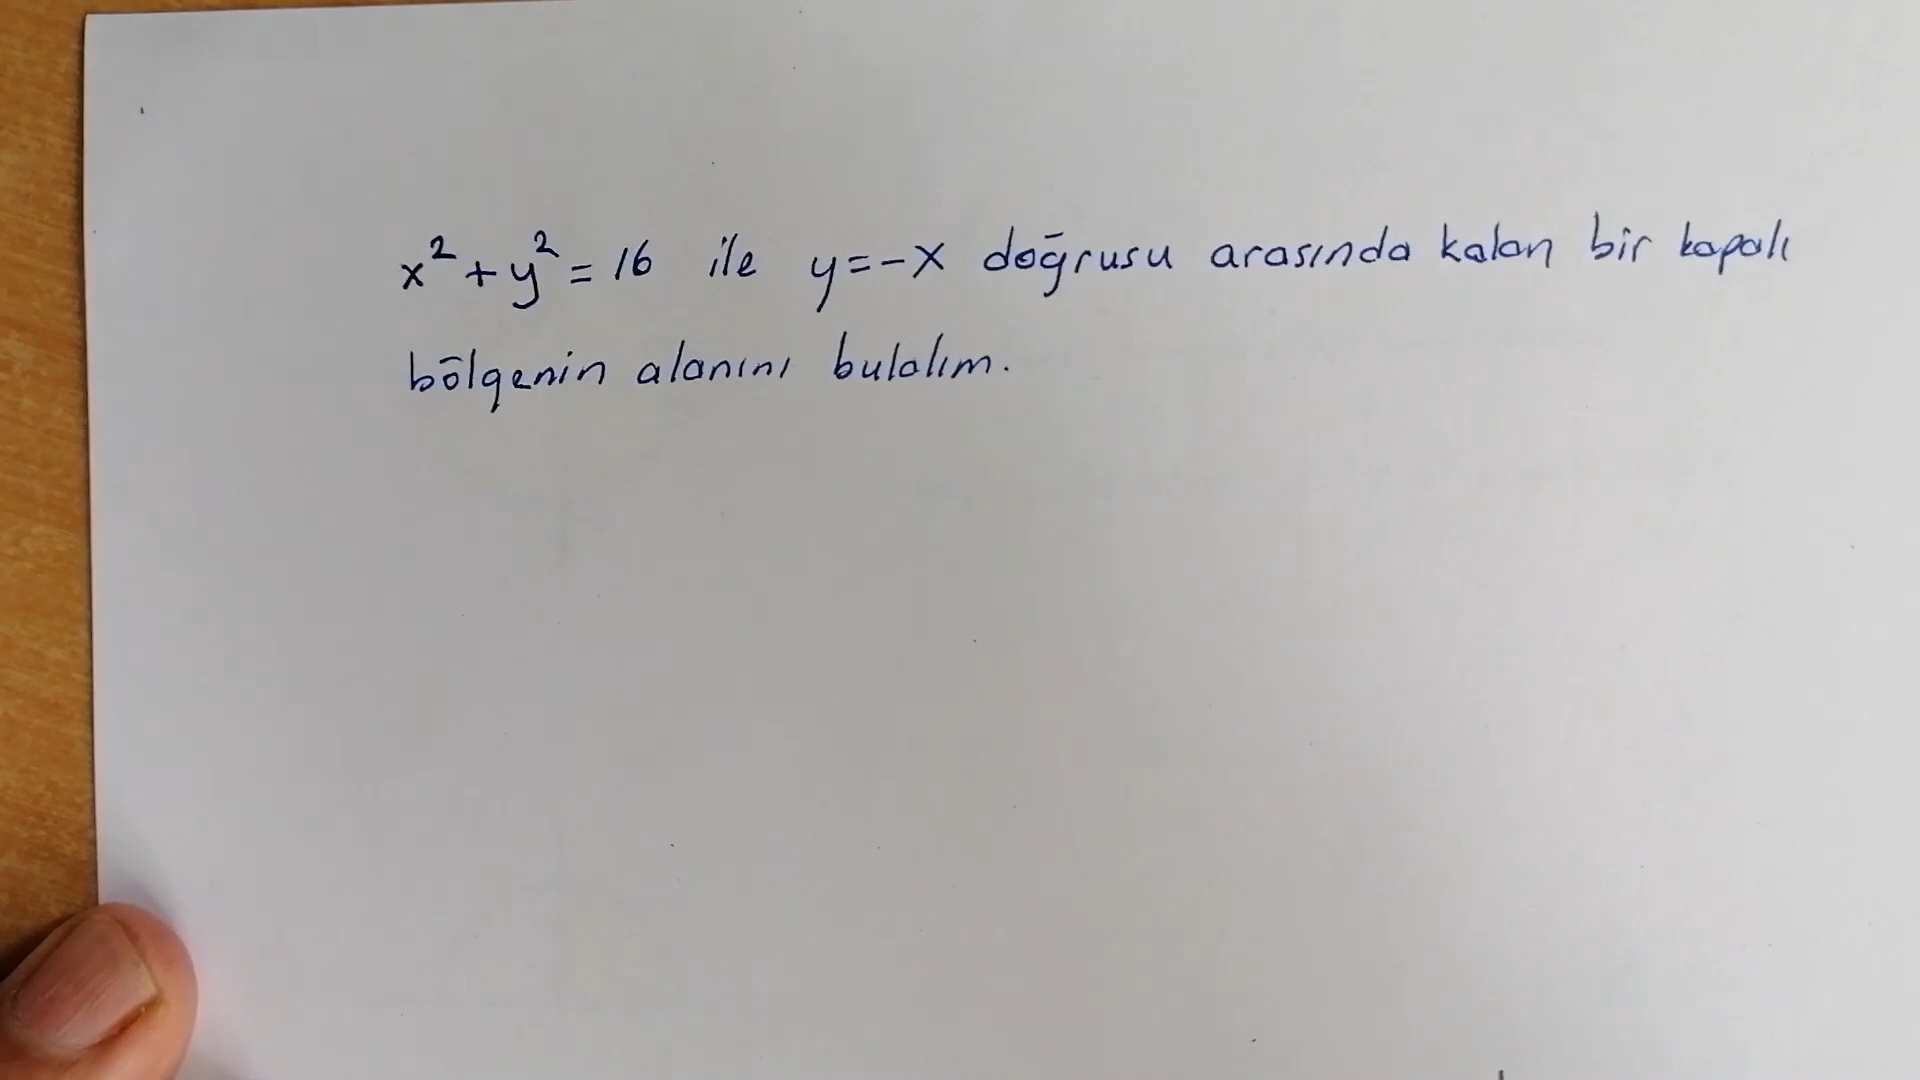 x² + y² = 16 ile y = -x doğrusu arasında kalan bir kapalı
bölgenin alanını bulalım.